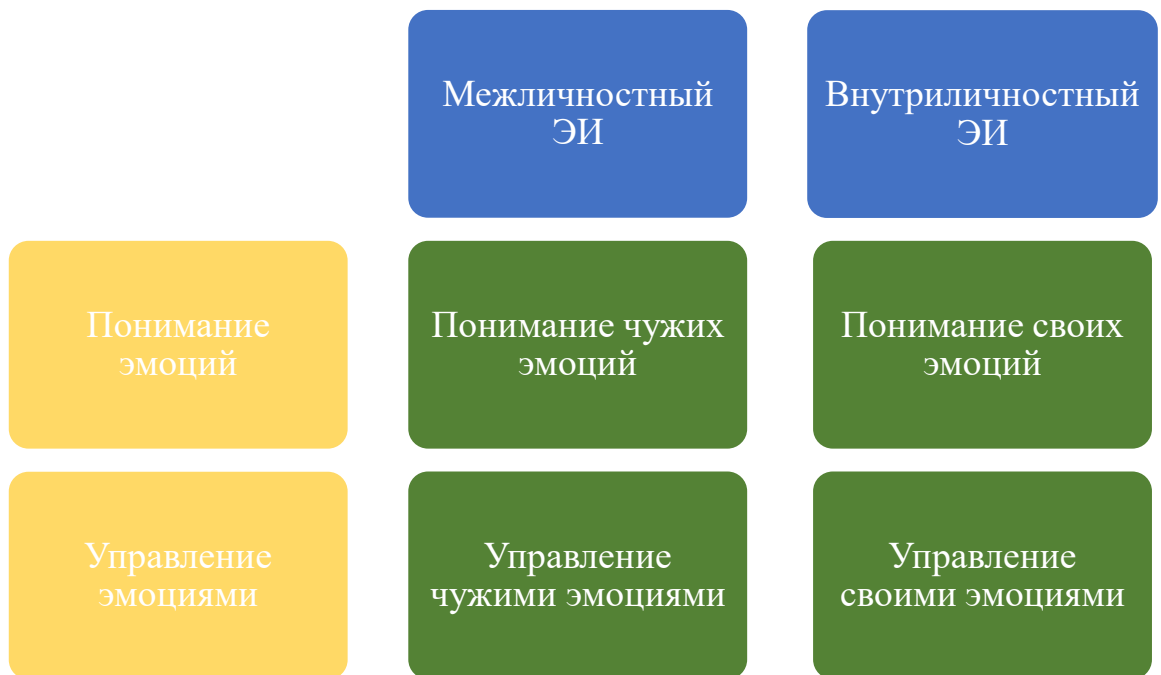 Межличностный
ЭИ
Внутриличностный
ЭИ
Понимание
эмоций
Понимание чужих
эмоций
Понимание своих
эмоций
Управление
эмоциями
Управление
чужими эмоциями
Управление
своими эмоциями